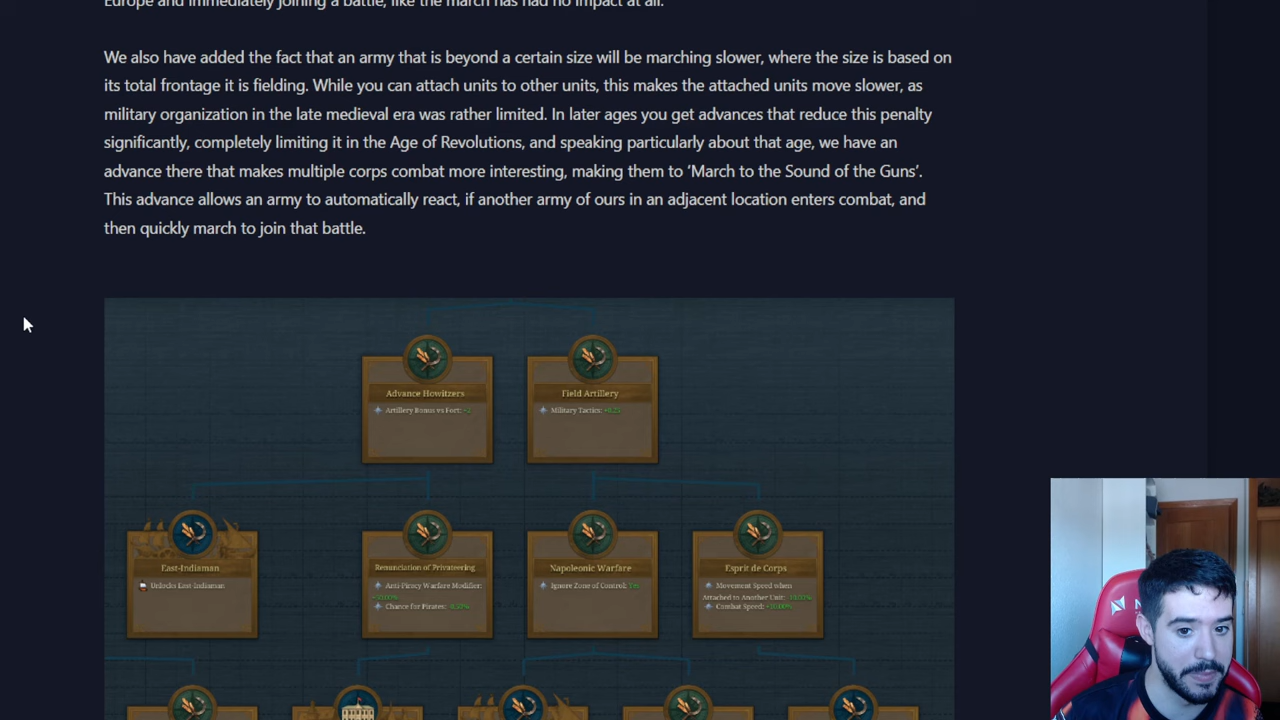 Europe and immediately joining a battle, like the march has had no impact at all.
We also have added the fact that an army that is beyond a certain size will be marching slower, where the size is based on
its total frontage it is fielding. While you can attach units to other units, this makes the attached units move slower, as
military organization in the late medieval era was rather limited. In later ages you get advances that reduce this penalty
significantly, completely limiting it in the Age of Revolutions, and speaking particularly about that age, we have an
advance there that makes multiple corps combat more interesting, making them to ‘March to the Sound of the Guns’.
This advance allows an army to automatically react, if another army of ours in an adjacent location enters combat, and
then quickly march to join that battle.
Advance Howitzers
Artillery Bonus vs Fort: +2
Field Artillery
Military Tactics: +0.25
East-Indiaman
Unlocks East-Indiaman
Renunciation of Privateering
Anti-Piracy Warfare Modifier:
Chance for Pirates:
Napoleonic Warfare
Ignore Zone of Control: Yes
Esprit de Corps
Movement Speed when
Attached to Another Unit:
Combat Speed: +10.00%